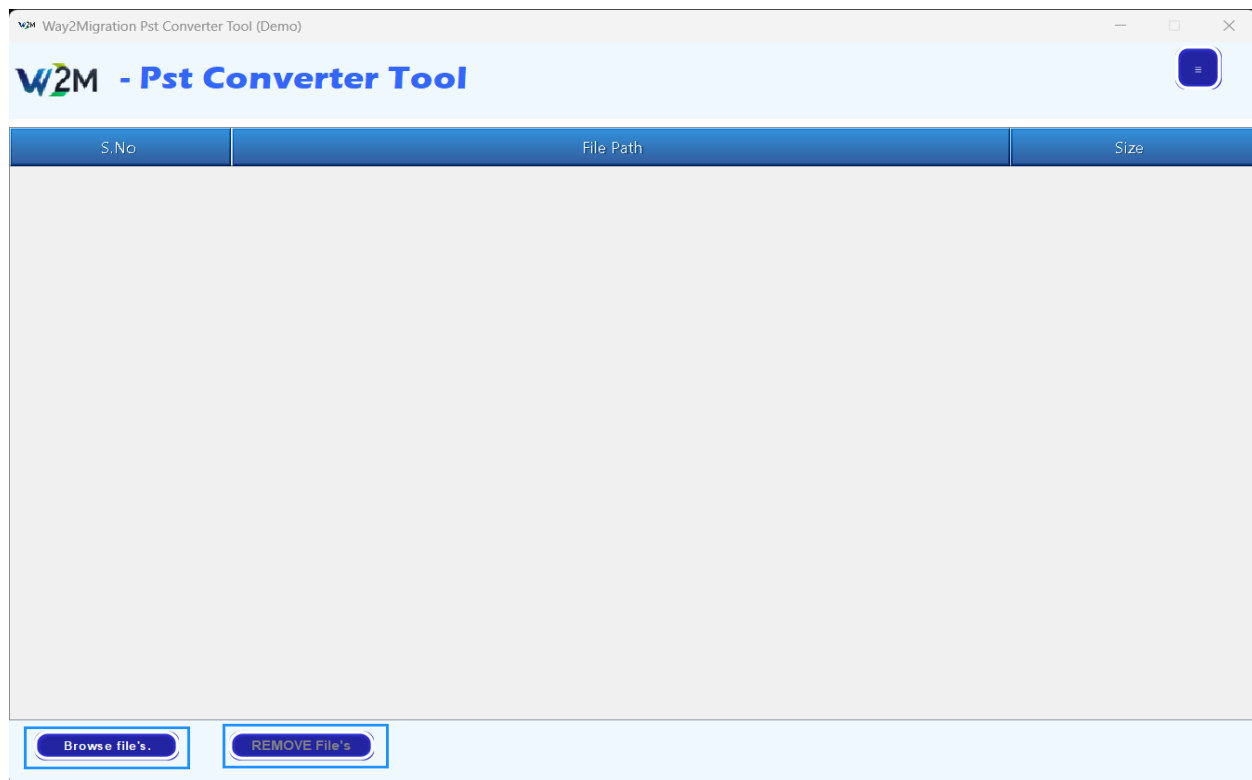 W2M Way2Migration Pst Converter Tool (Demo)
W2M - Pst Converter Tool
S.No File Path Size
Browse file's. REMOVE File's